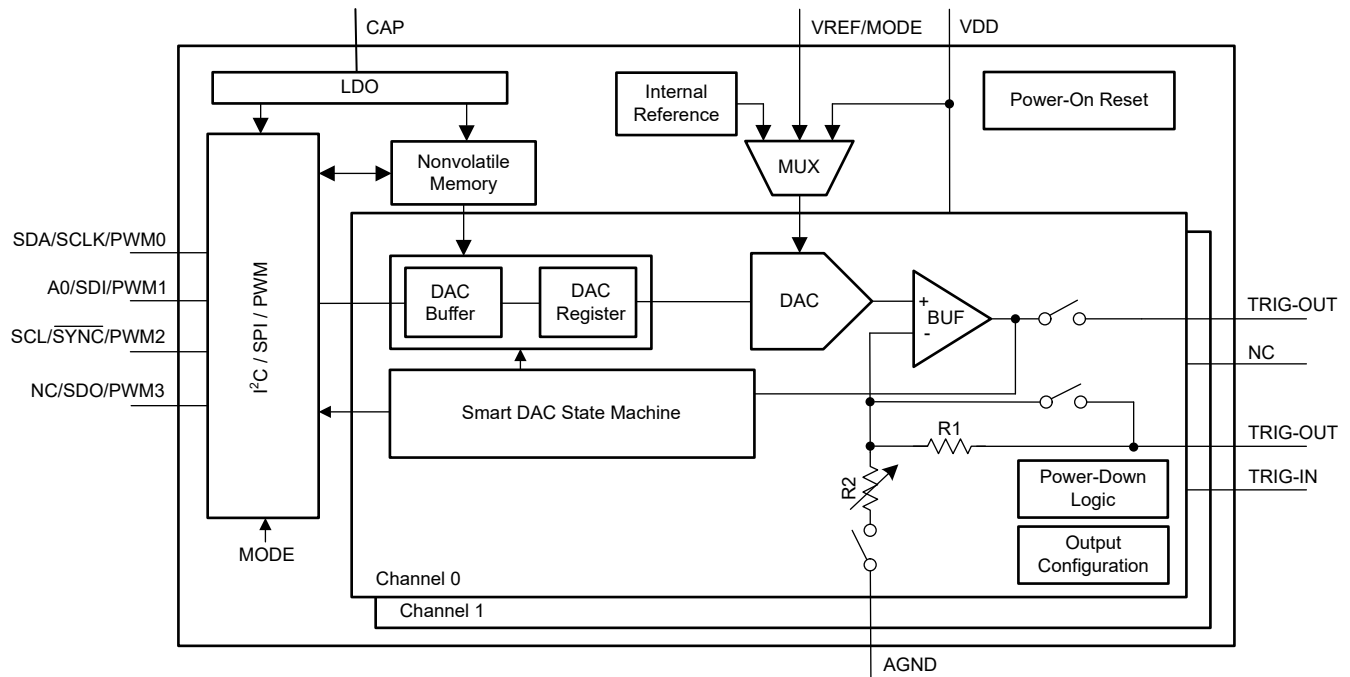 CAP
VREF/MODE
VDD
LDO
Internal
Reference
Power-On Reset
MUX
Nonvolatile
Memory
SDA/SCLK/PWM0
A0/SDI/PWM1
SCL/SYNC/PWM2
NC/SDO/PWM3
I²C / SPI / PWM
DAC
Buffer
DAC
Register
DAC
+
BUF
-
TRIG-OUT
NC
Smart DAC State Machine
R1
TRIG-OUT
R2
TRIG-IN
Power-Down
Logic
Output
Configuration
MODE
Channel 0
Channel 1
AGND